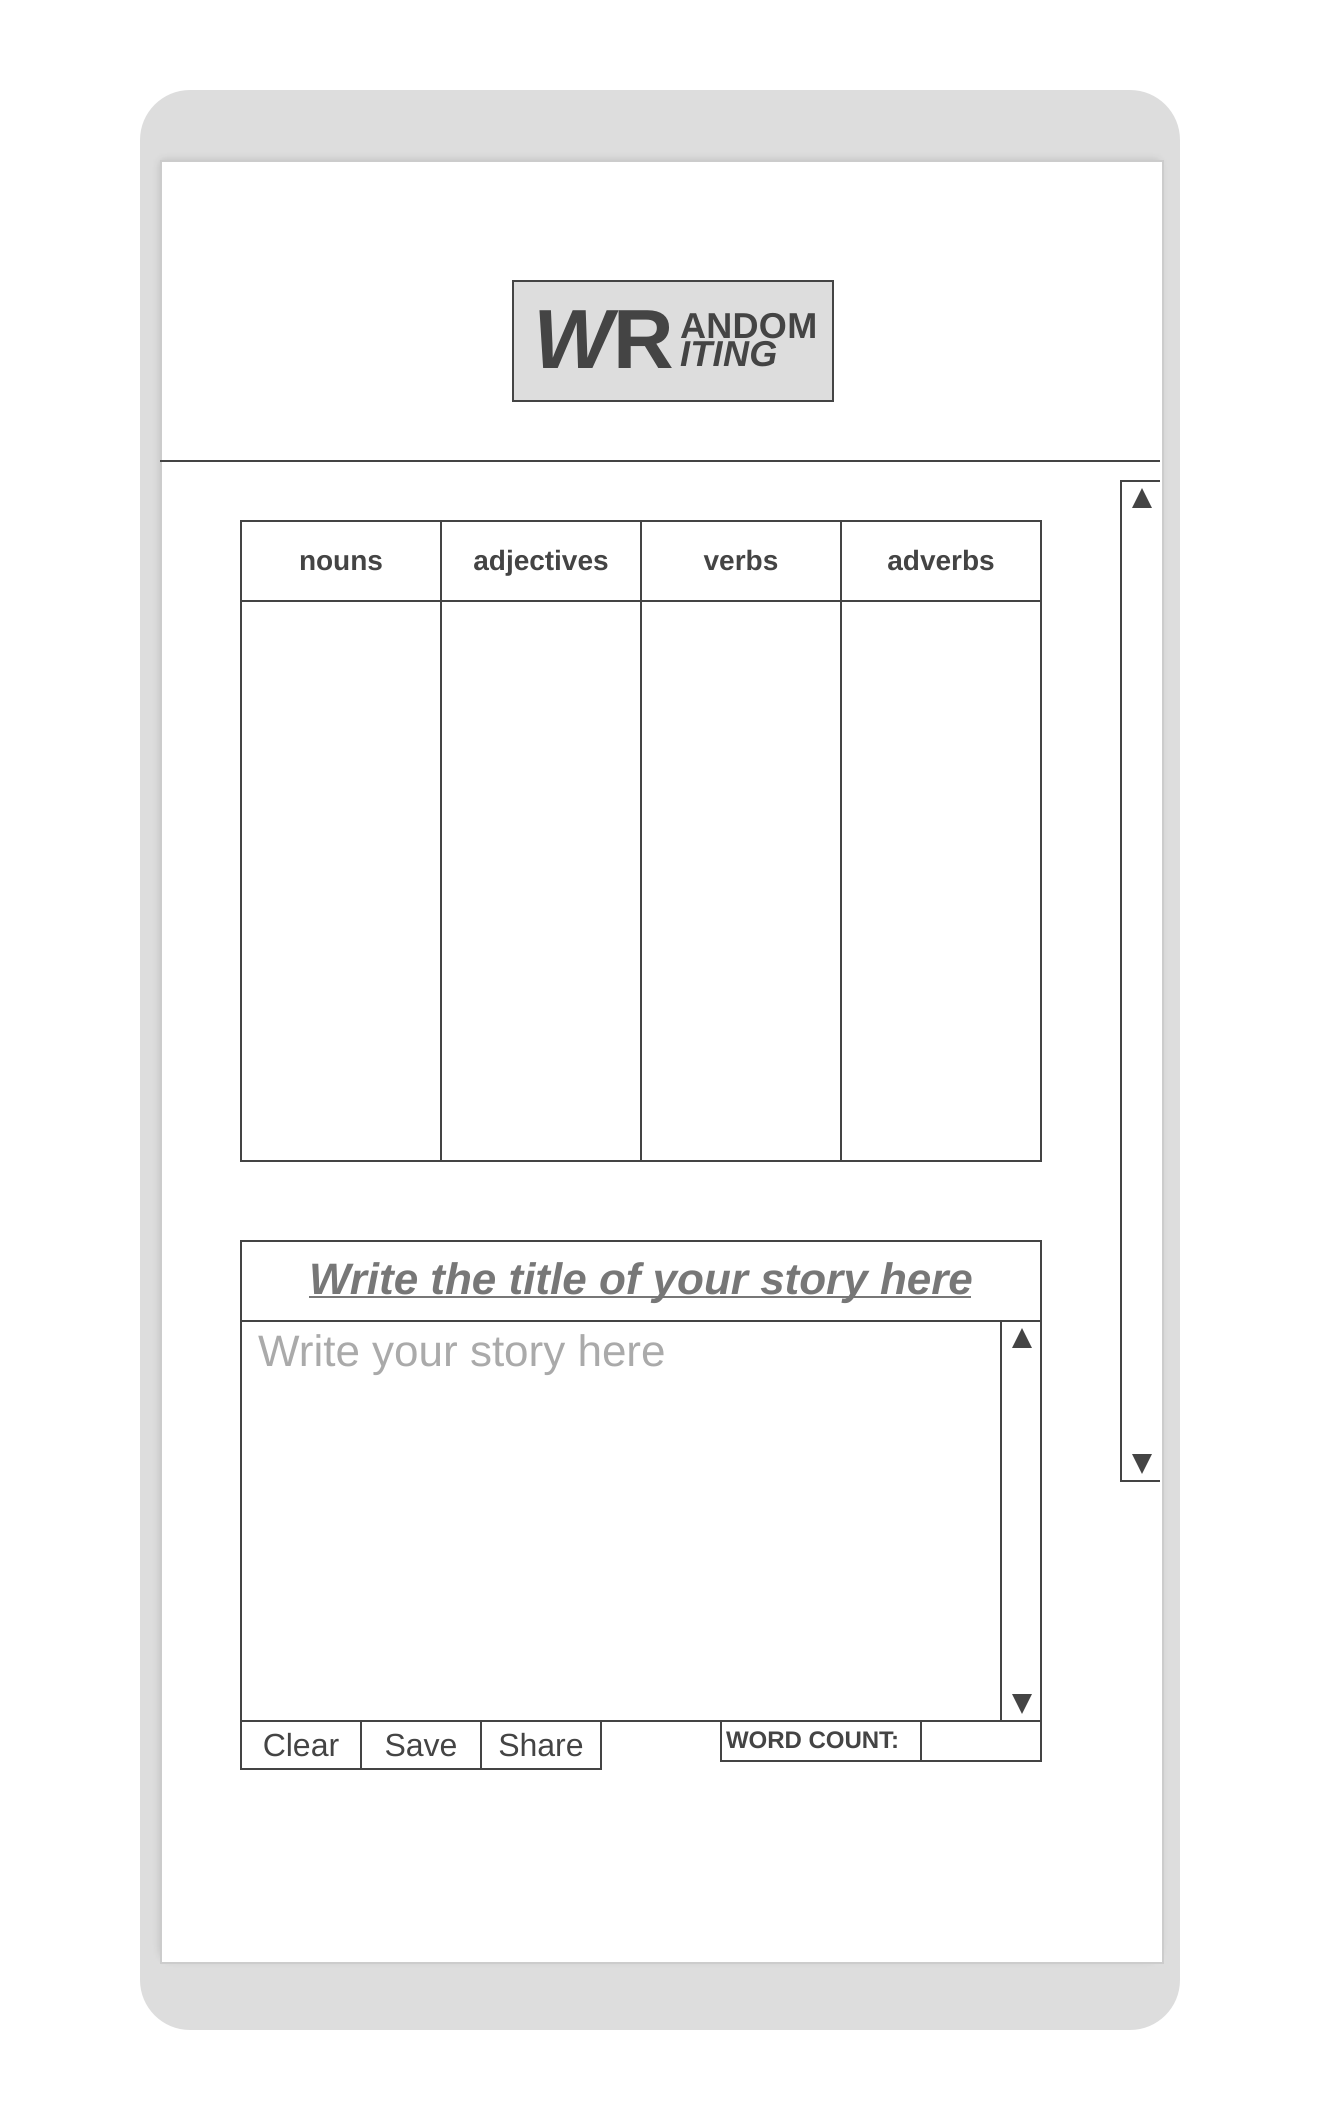 WR ANDOM
ITING
nouns adjectives verbs adverbs
Write the title of your story here
Write your story here
Clear Save Share WORD COUNT: